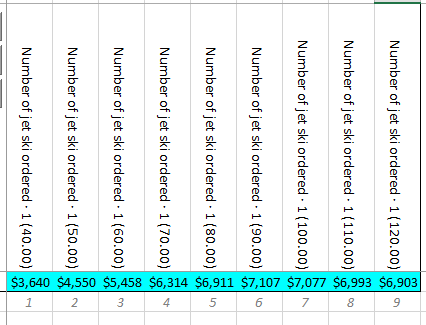 Number of jet ski ordered - 1 (40.00)
Number of jet ski ordered - 1 (50.00)
Number of jet ski ordered - 1 (60.00)
Number of jet ski ordered - 1 (70.00)
Number of jet ski ordered - 1 (80.00)
Number of jet ski ordered - 1 (90.00)
Number of jet ski ordered - 1 (100.00)
Number of jet ski ordered - 1 (110.00)
Number of jet ski ordered - 1 (120.00)
$3,640 $4,550 $5,458 $6,314 $6,911 $7,107 $7,077 $6,993 $6,903
1 2 3 4 5 6 7 8 9